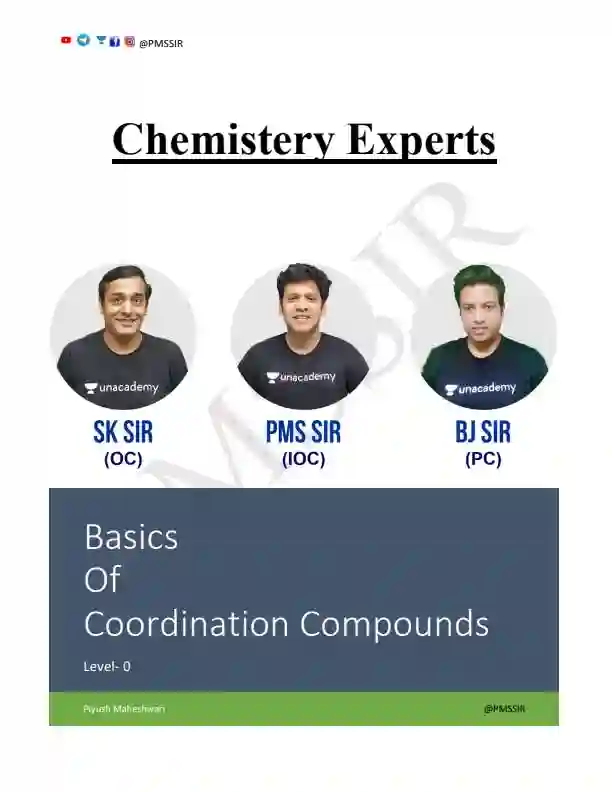 @PMSSIR
Chemistery Experts
PMSSIR
unacademy
unacademy
unacademy
SK SIR
PMS SIR
BJ SIR
(OC)
(IOC)
(PC)
Basics
Of
Coordination Compounds
Level- 0
Piyush Maheshwari
@PMSSIR